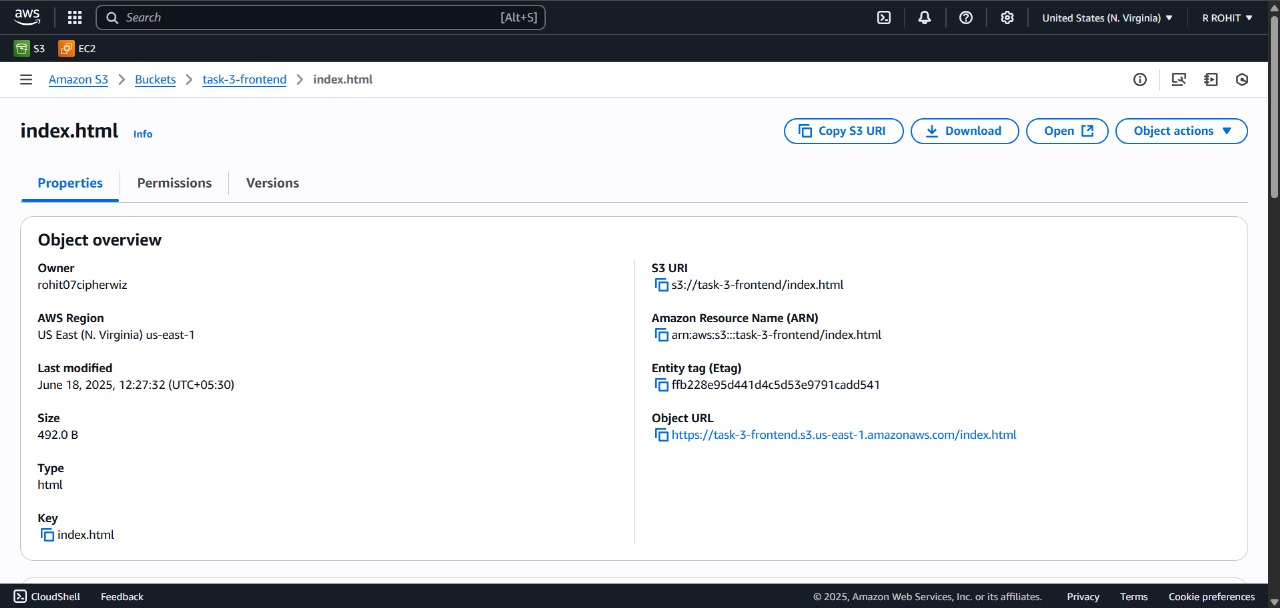 aws
Search [Alt+S]
United States (N. Virginia) ▼
R ROHIT ▼
S3 EC2
Amazon S3 > Buckets > task-3-frontend > index.html
index.html Info
Copy S3 URI Download Open Object actions ▼
Properties Permissions Versions
Object overview
Owner
rohit07cipherwiz
AWS Region
US East (N. Virginia) us-east-1
Last modified
June 18, 2025, 12:27:32 (UTC+05:30)
Size
492.0 B
Type
html
Key
index.html
S3 URI
s3://task-3-frontend/index.html
Amazon Resource Name (ARN)
arn:aws:s3:::task-3-frontend/index.html
Entity tag (Etag)
ffb228e95d441d4c5d53e9791cadd541
Object URL
https://task-3-frontend.s3.us-east-1.amazonaws.com/index.html
CloudShell Feedback © 2025, Amazon Web Services, Inc. or its affiliates. Privacy Terms Cookie preferences